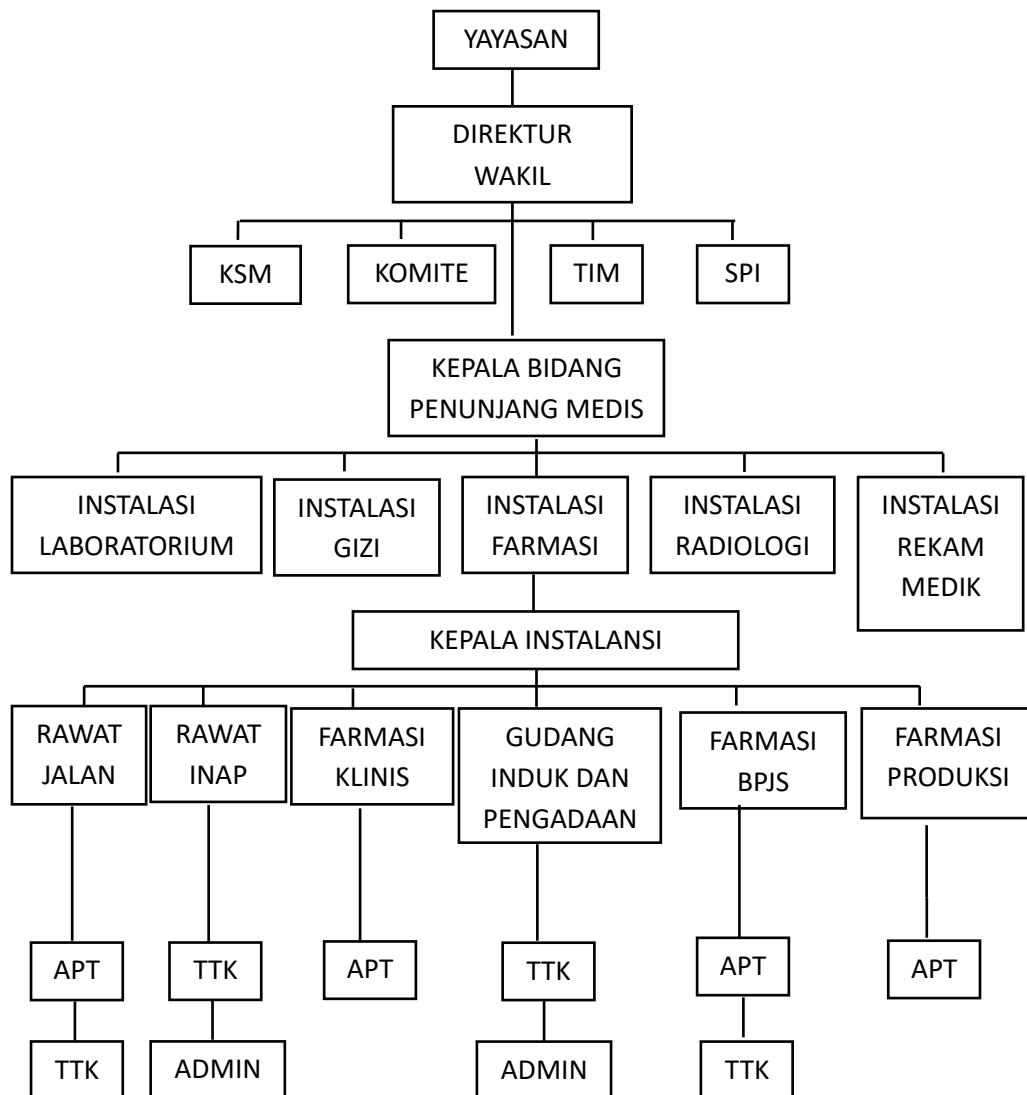 YAYASAN
DIREKTUR
WAKIL
KSM
KOMITE
TIM
SPI
KEPALA BIDANG
PENUNJANG MEDIS
INSTALASI
LABORATORIUM
INSTALASI
GIZI
INSTALASI
FARMASI
INSTALASI
RADIOLOGI
INSTALASI
REKAM
MEDIK
KEPALA INSTALANSI
RAWAT
JALAN
RAWAT
INAP
FARMASI
KLINIS
GUDANG
INDUK DAN
PENGADAAN
FARMASI
BPJS
FARMASI
PRODUKSI
APT
TTK
APT
TTK
APT
APT
TTK
ADMIN
ADMIN
TTK